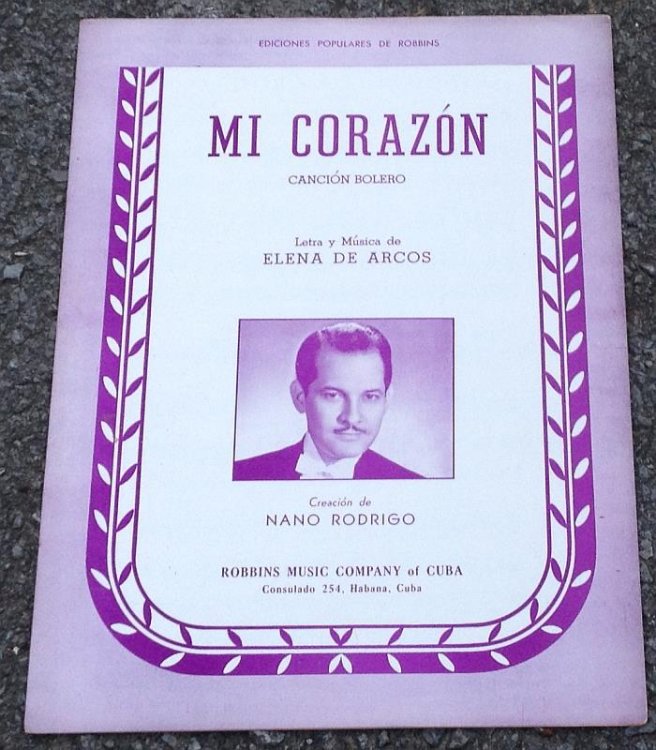 EDICIONES POPULARES DE ROBBINS
MI CORAZÓN
CANCIÓN BOLERO
Letra y Música de
ELENA DE ARCOS
Creación de
NANO RODRIGO
ROBBINS MUSIC COMPANY of CUBA
Consulado 254, Habana, Cuba